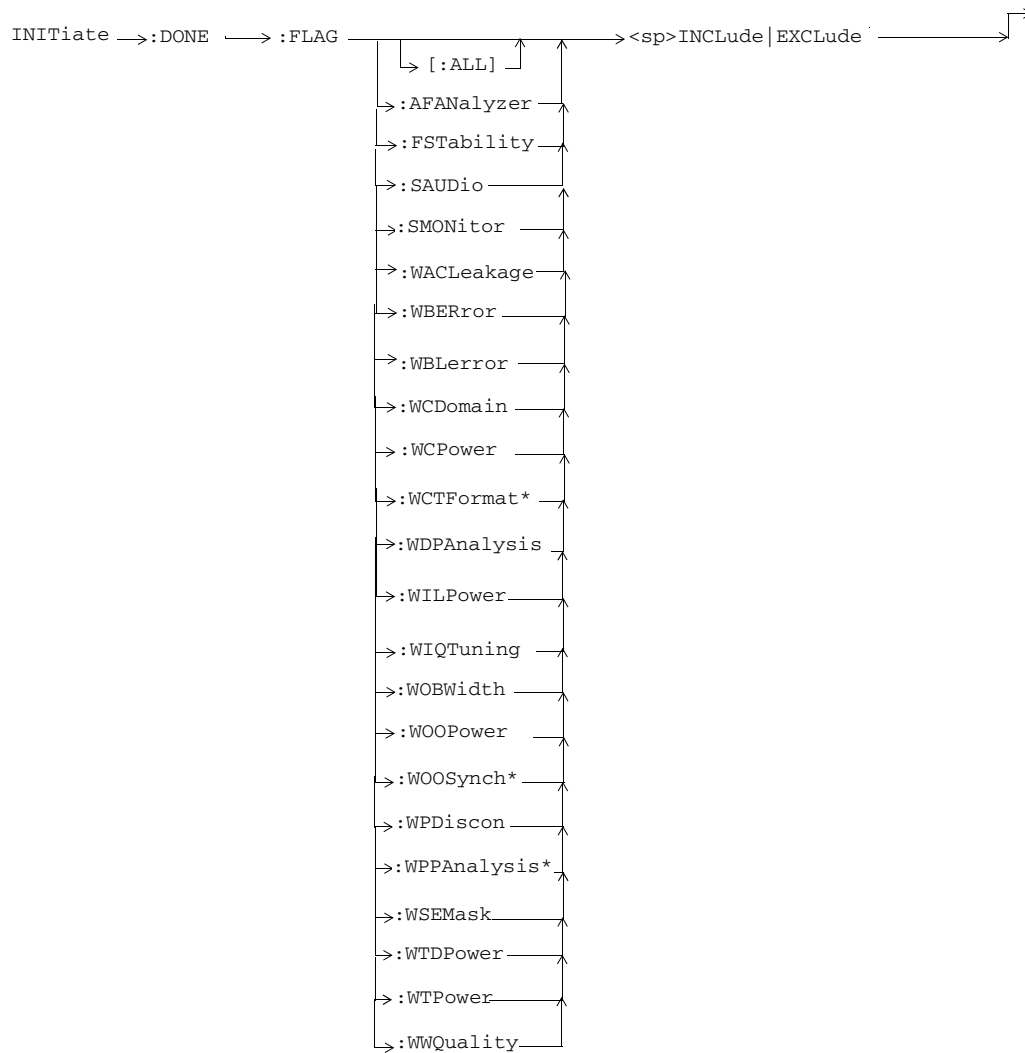 INITiate :DONE :FLAG <sp>INCLude|EXCLude
[:ALL]
:AFANalyzer
:FSTability
:SAUDio
:SMONitor
:WACLeakage
:WBERror
:WBLerror
:WCDomain
:WCPower
:WCTFormat*
:WDPAnalysis
:WILPower
:WIQTuning
:WOBWidth
:WOOPower
:WOOSynch*
:WPDiscon
:WPPAnalysis*
:WSEMask
:WTDPower
:WTPower
:WWQuality